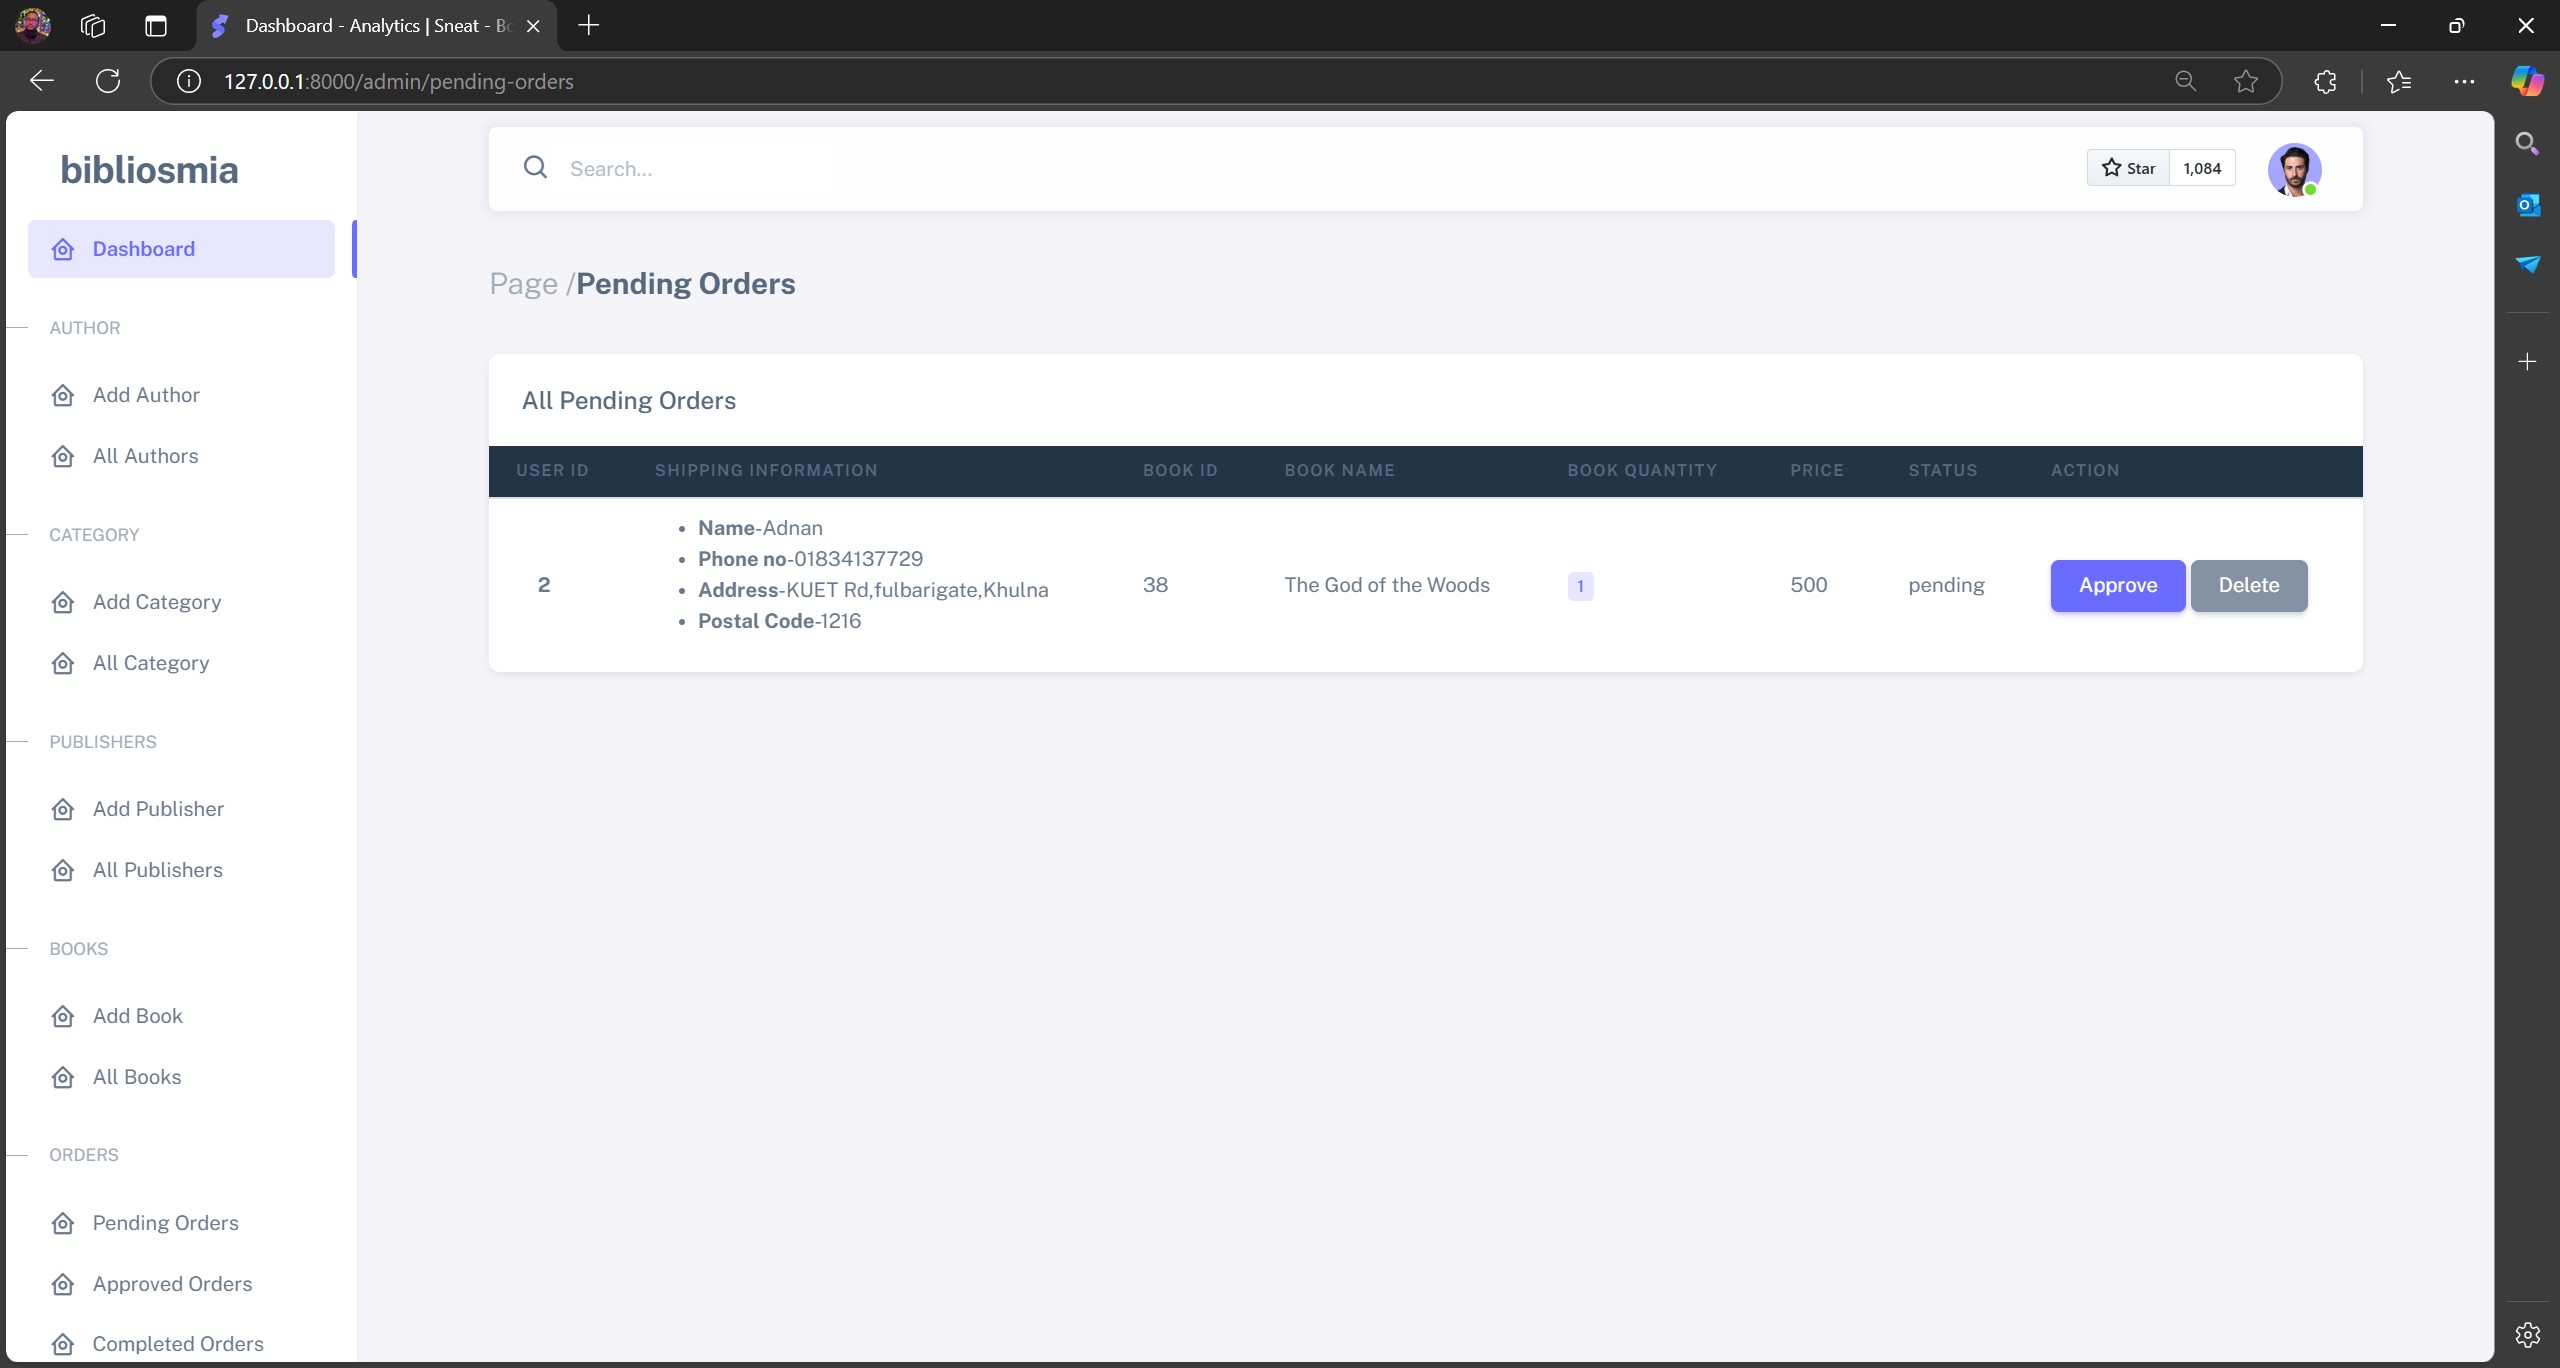 Dashboard - Analytics | Sneat - Bo
127.0.0.1:8000/admin/pending-orders
bibliosmia
Search...
Star 1,084
Dashboard
Page /Pending Orders
AUTHOR
Add Author
All Authors
CATEGORY
Add Category
All Category
PUBLISHERS
Add Publisher
All Publishers
BOOKS
Add Book
All Books
ORDERS
Pending Orders
Approved Orders
Completed Orders
All Pending Orders
USER ID SHIPPING INFORMATION BOOK ID BOOK NAME BOOK QUANTITY PRICE STATUS ACTION
2
• Name-Adnan
• Phone no-01834137729
• Address-KUET Rd,fulbarigate,Khulna
• Postal Code-1216
38 The God of the Woods 1 500 pending Approve Delete